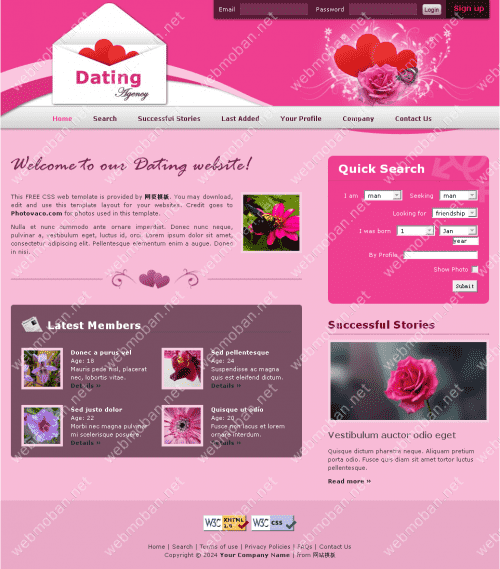 Email Password Login Sign up
Dating
Agency
Home Search Successful Stories Last Added Your Profile Company Contact Us
Welcome to our Dating website!
This FREE CSS web template is provided by 网页模板. You may download,
edit and use this template layout for your websites. Credit goes to
Photovaco.com for photos used in this template.
Nulla et nunc commodo ante ornare imperdiet. Donec nunc neque,
pulvinar a, vestibulum eget, luctus et, orci. Lorem ipsum dolor sit amet,
consectetur adipiscing elit. Pellentesque elementum enim a augue. Donec
in nisi.
Quick Search
I am man Seeking man
Looking for friendship
I was born 1 Jan
year
By Profile
Show Photo
Submit
Latest Members
Donec a purus vel
Age: 18
Mauris pede nisl, placerat
nec, lobortis vitae.
Details »
Sed pellentesque
Age: 24
Suspendisse ac magna
quis est eleifend dictum.
Details »
Sed justo dolor
Age: 22
Morbi nec magna pulvinar
mi scelerisque posuere.
Details »
Quisque ut odio
Age: 20
Fusce non lacus et lorem
ornare interdum.
Details »
Successful Stories
Vestibulum auctor odio eget
Quisque dictum pharetra neque. Aliquam pretium
porta odio. Fusce quis diam sit amet tortor luctus
pellentesque.
Read more »
W3C XHTML 1.0 W3C CSS
Home | Search | Terms of use | Privacy Policies | FAQs | Contact Us
Copyright © 2024 Your Company Name | from 网站模板
webmoban.net